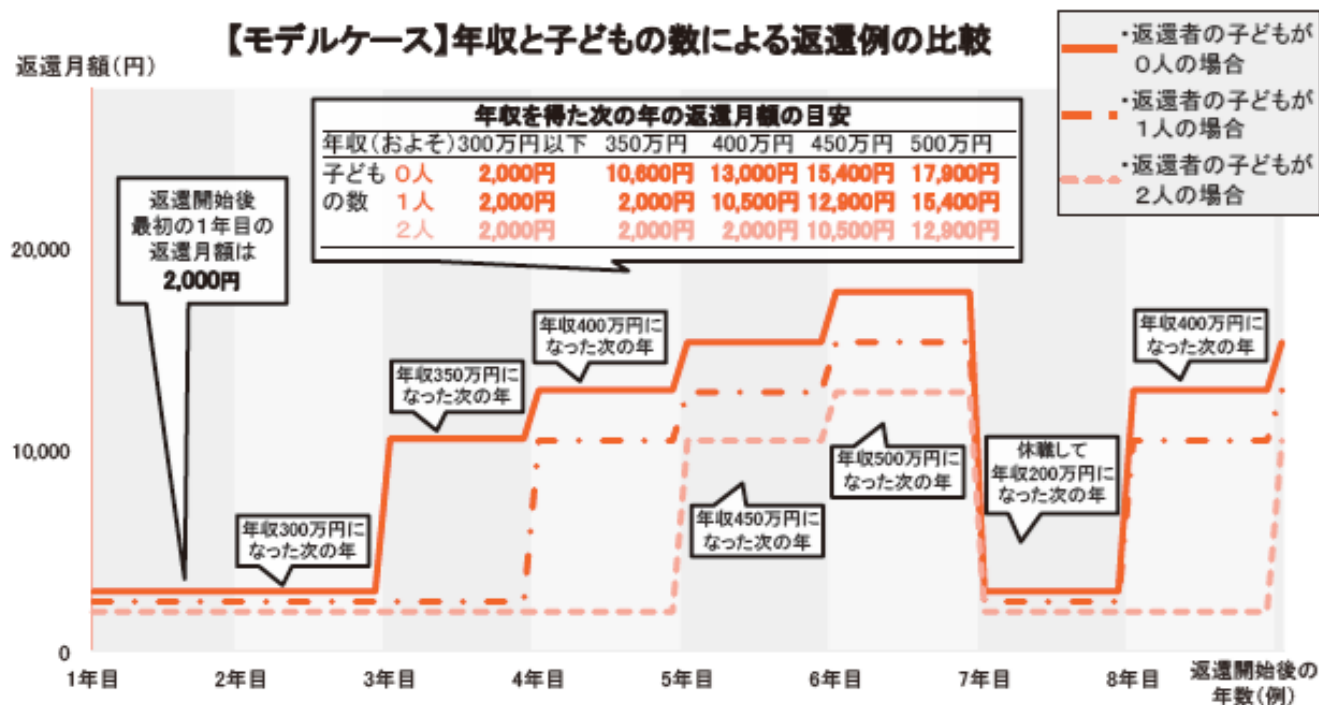 【モデルケース】年収と子どもの数による返還例の比較
返還月額(円)
・返還者の子どもが
0人の場合
・返還者の子どもが
1人の場合
・返還者の子どもが
2人の場合
年収を得た次の年の返還月額の目安
年収(およそ) 300万円以下 350万円 400万円 450万円 500万円
子ども 0人 2,000円 10,600円 13,000円 15,400円 17,900円
の数 1人 2,000円 2,000円 10,500円 12,900円 15,400円
2人 2,000円 2,000円 2,000円 10,500円 12,900円
返還開始後
最初の1年目の
返還月額は
2,000円
20,000
10,000
0
年収300万円に
なった次の年
年収350万円に
なった次の年
年収400万円に
なった次の年
年収450万円に
なった次の年
年収500万円に
なった次の年
休職して
年収200万円に
なった次の年
年収400万円に
なった次の年
1年目 2年目 3年目 4年目 5年目 6年目 7年目 8年目
返還開始後の
年数(例)